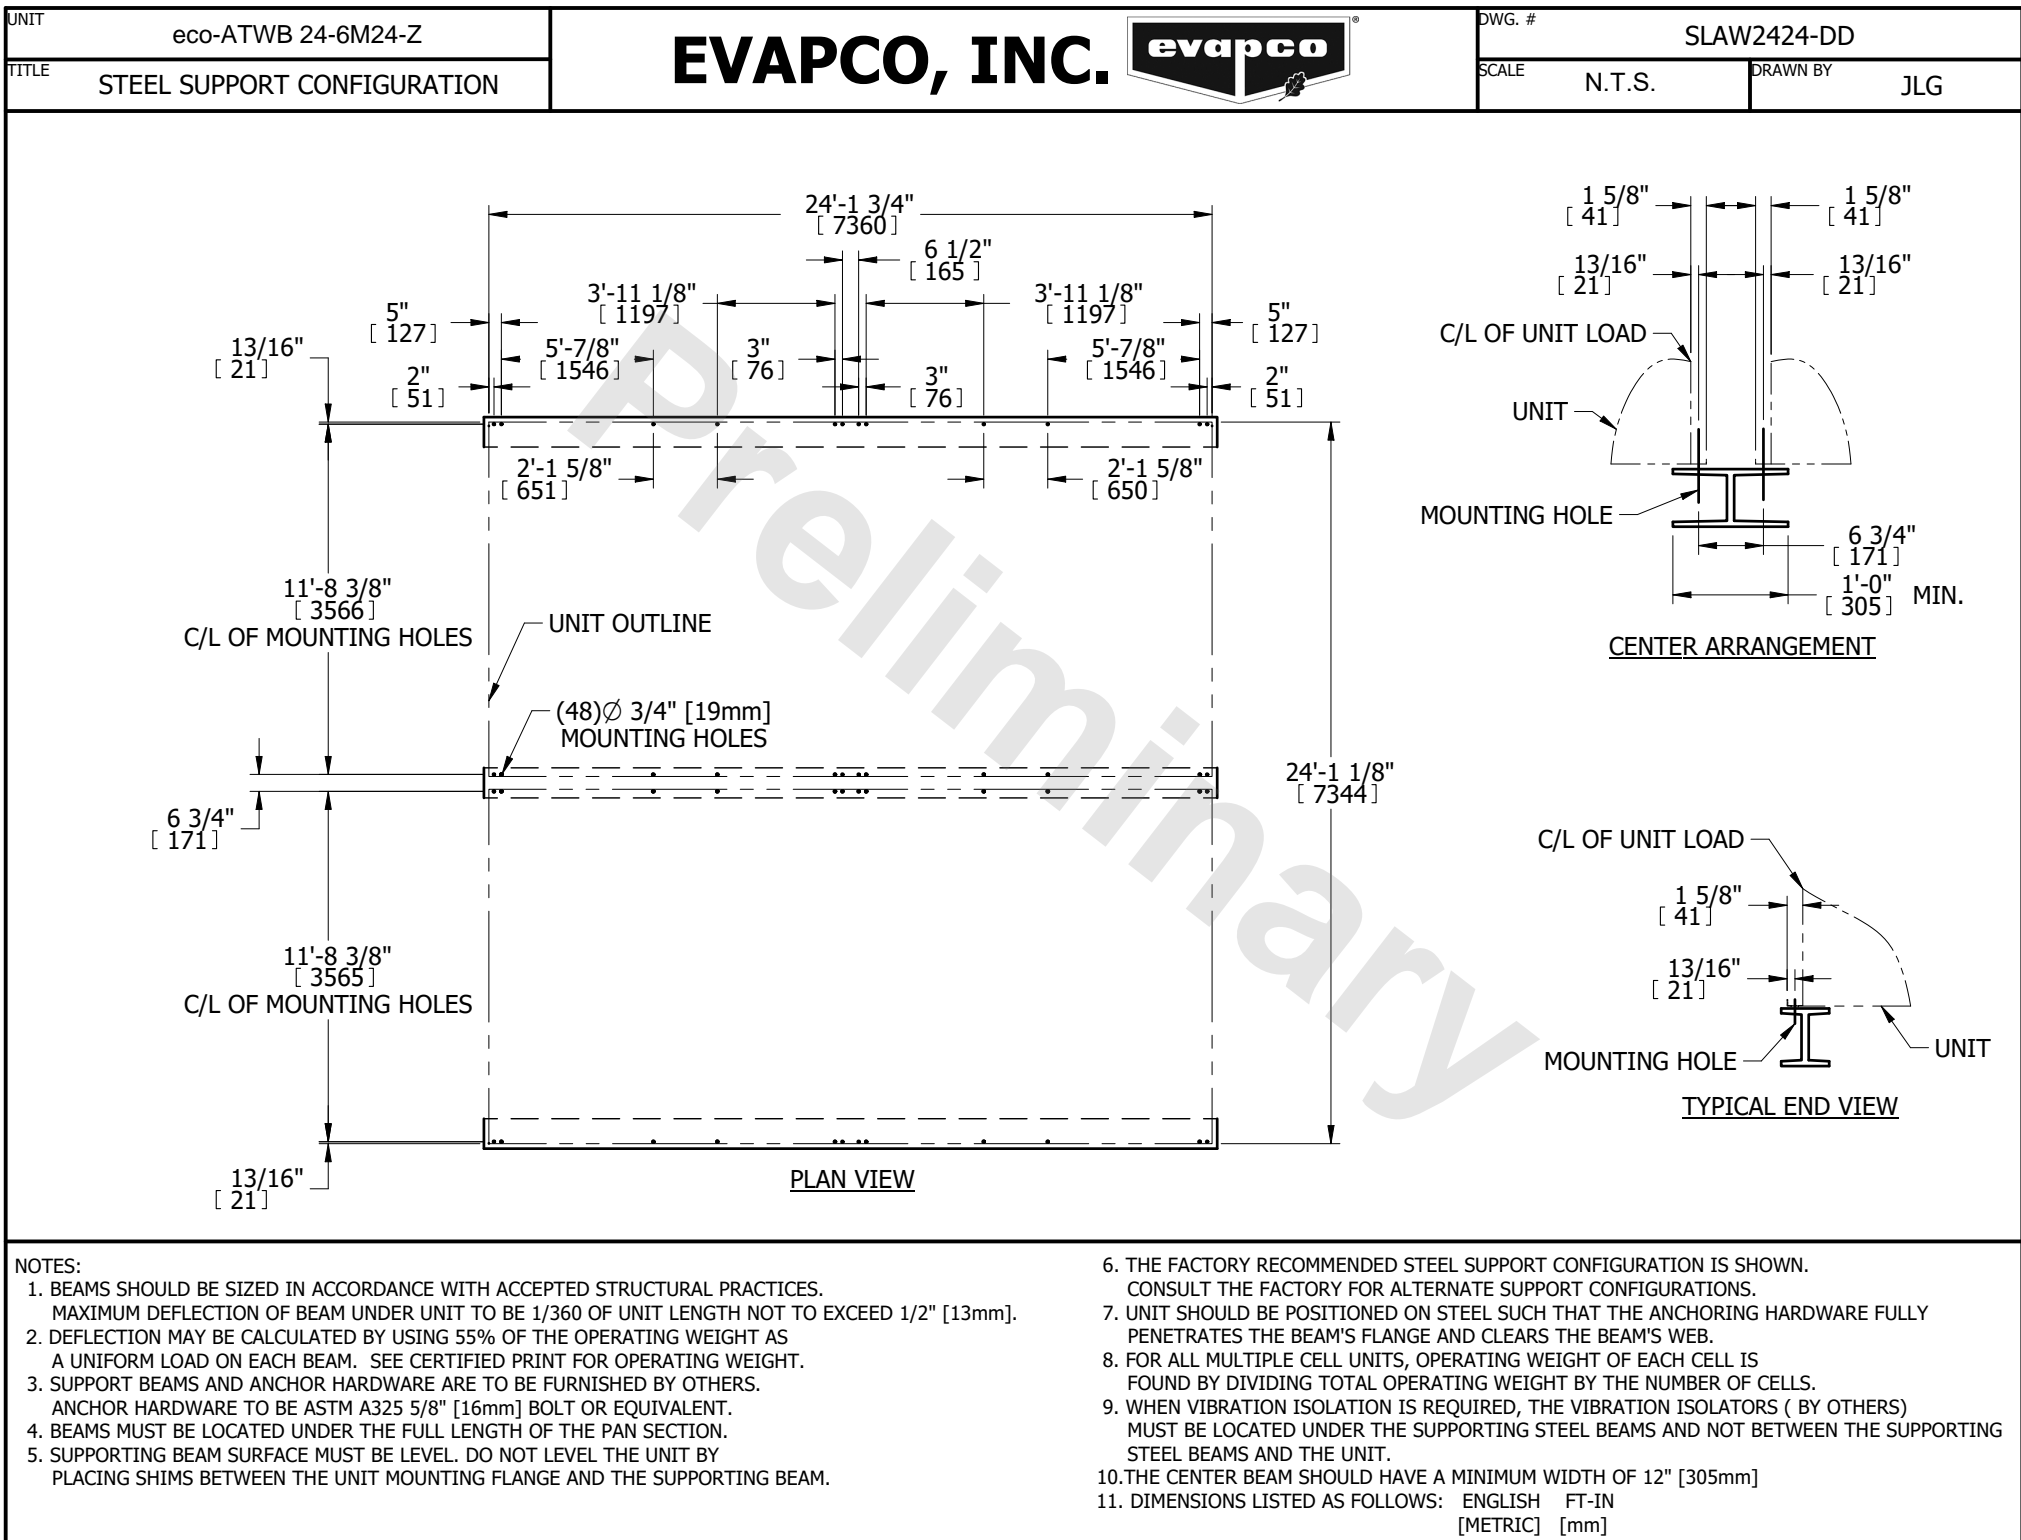 UNIT
eco-ATWB 24-6M24-Z
TITLE
STEEL SUPPORT CONFIGURATION
EVAPCO, INC.
evapco
®
DWG. #
SLAW2424-DD
SCALE
N.T.S.
DRAWN BY
JLG
24'-1 3/4"
[ 7360 ]
6 1/2"
[ 165 ]
3'-11 1/8"
[ 1197 ]
3'-11 1/8"
[ 1197 ]
5"
[ 127 ]
5"
[ 127 ]
13/16"
[ 21 ]
5'-7/8"
[ 1546 ]
3"
[ 76 ]
5'-7/8"
[ 1546 ]
2"
[ 51 ]
3"
[ 76 ]
2"
[ 51 ]
2'-1 5/8"
[ 651 ]
2'-1 5/8"
[ 650 ]
11'-8 3/8"
[ 3566 ]
C/L OF MOUNTING HOLES
UNIT OUTLINE
(48)∅ 3/4" [19mm]
MOUNTING HOLES
6 3/4"
[ 171 ]
24'-1 1/8"
[ 7344 ]
11'-8 3/8"
[ 3565 ]
C/L OF MOUNTING HOLES
13/16"
[ 21 ]
PLAN VIEW
Preliminary
1 5/8"
[ 41 ]
1 5/8"
[ 41 ]
13/16"
[ 21 ]
13/16"
[ 21 ]
C/L OF UNIT LOAD
UNIT
MOUNTING HOLE
6 3/4"
[ 171 ]
1'-0"
[ 305 ] MIN.
CENTER ARRANGEMENT
C/L OF UNIT LOAD
1 5/8"
[ 41 ]
13/16"
[ 21 ]
MOUNTING HOLE
UNIT
TYPICAL END VIEW
NOTES:
1. BEAMS SHOULD BE SIZED IN ACCORDANCE WITH ACCEPTED STRUCTURAL PRACTICES.
MAXIMUM DEFLECTION OF BEAM UNDER UNIT TO BE 1/360 OF UNIT LENGTH NOT TO EXCEED 1/2" [13mm].
2. DEFLECTION MAY BE CALCULATED BY USING 55% OF THE OPERATING WEIGHT AS
A UNIFORM LOAD ON EACH BEAM. SEE CERTIFIED PRINT FOR OPERATING WEIGHT.
3. SUPPORT BEAMS AND ANCHOR HARDWARE ARE TO BE FURNISHED BY OTHERS.
ANCHOR HARDWARE TO BE ASTM A325 5/8" [16mm] BOLT OR EQUIVALENT.
4. BEAMS MUST BE LOCATED UNDER THE FULL LENGTH OF THE PAN SECTION.
5. SUPPORTING BEAM SURFACE MUST BE LEVEL. DO NOT LEVEL THE UNIT BY
PLACING SHIMS BETWEEN THE UNIT MOUNTING FLANGE AND THE SUPPORTING BEAM.
6. THE FACTORY RECOMMENDED STEEL SUPPORT CONFIGURATION IS SHOWN.
CONSULT THE FACTORY FOR ALTERNATE SUPPORT CONFIGURATIONS.
7. UNIT SHOULD BE POSITIONED ON STEEL SUCH THAT THE ANCHORING HARDWARE FULLY
PENETRATES THE BEAM'S FLANGE AND CLEARS THE BEAM'S WEB.
8. FOR ALL MULTIPLE CELL UNITS, OPERATING WEIGHT OF EACH CELL IS
FOUND BY DIVIDING TOTAL OPERATING WEIGHT BY THE NUMBER OF CELLS.
9. WHEN VIBRATION ISOLATION IS REQUIRED, THE VIBRATION ISOLATORS ( BY OTHERS)
MUST BE LOCATED UNDER THE SUPPORTING STEEL BEAMS AND NOT BETWEEN THE SUPPORTING
STEEL BEAMS AND THE UNIT.
10.THE CENTER BEAM SHOULD HAVE A MINIMUM WIDTH OF 12" [305mm]
11. DIMENSIONS LISTED AS FOLLOWS: ENGLISH FT-IN
[METRIC] [mm]